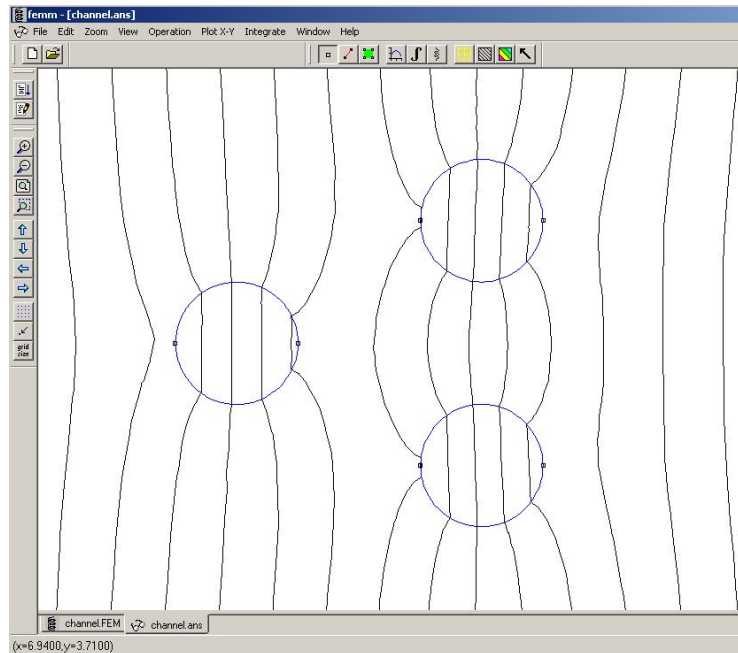 femm - [channel.ans]
File Edit Zoom View Operation Plot X-Y Integrate Window Help
grid
size
channel.FEM channel.ans
(x=6.9400,y=3.7100)